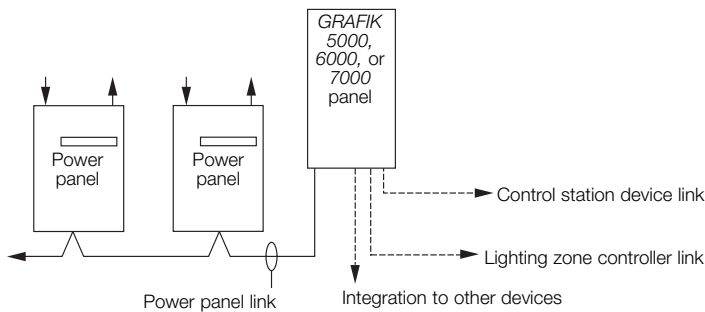 GRAFIK
5000,
6000, or
7000
panel
Power
panel
Power
panel
Control station device link
Lighting zone controller link
Power panel link
Integration to other devices